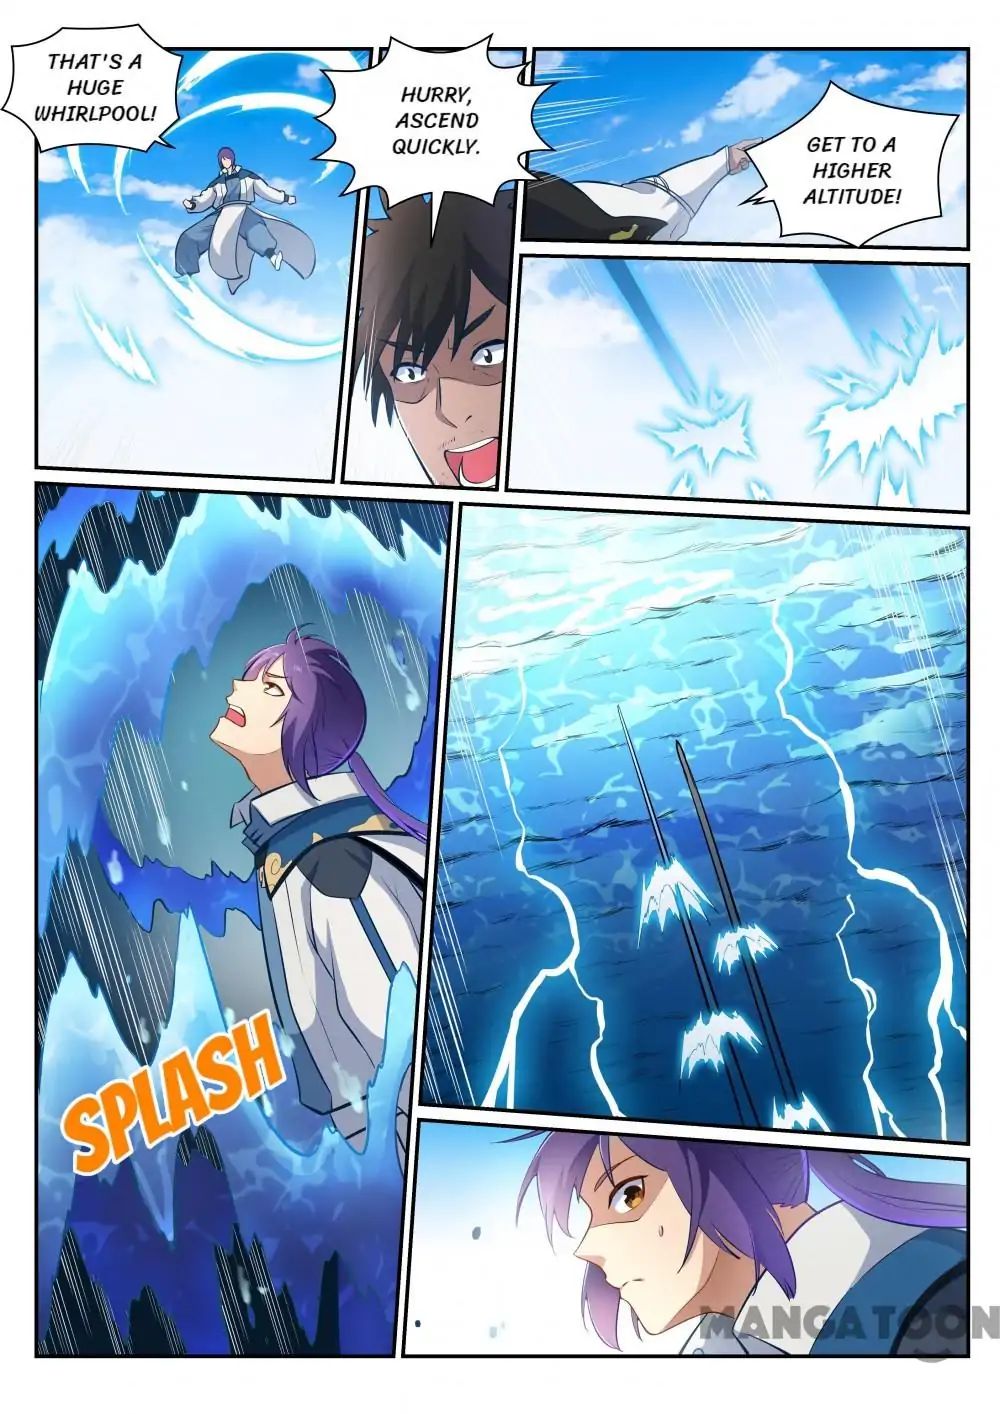 THAT'S A
HUGE
WHIRLPOOL!
HURRY,
ASCEND
QUICKLY.
GET TO A
HIGHER
ALTITUDE!
SPLASH
MANGATOON